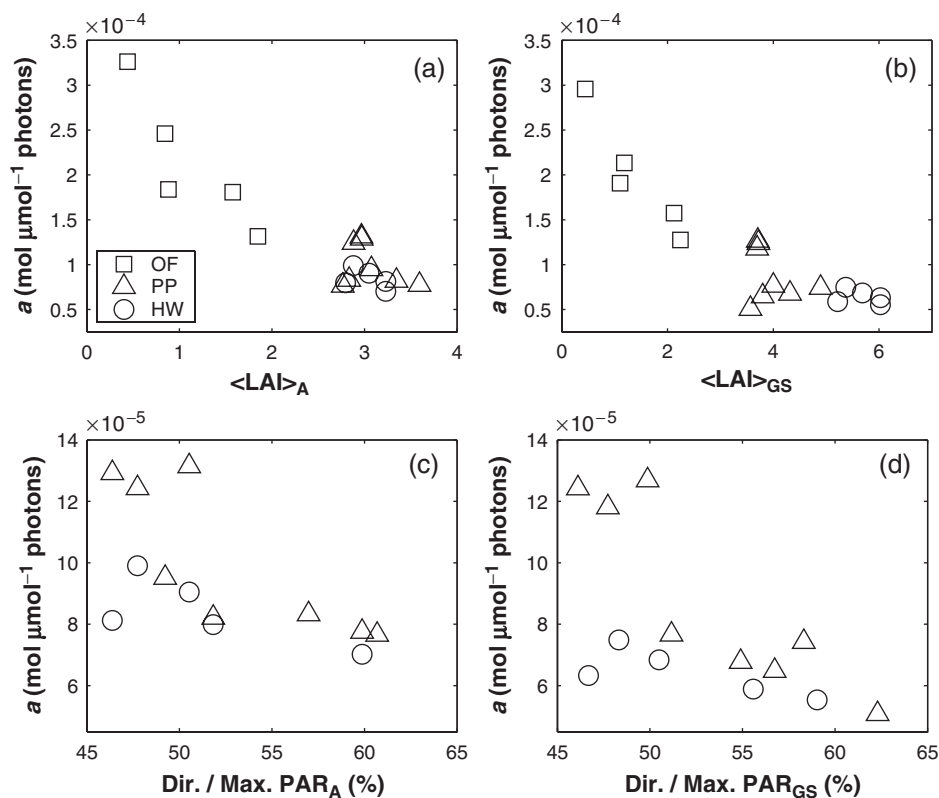 ×10⁻⁴
3.5
3
2.5
2
1.5
1
0.5
a (mol μmol⁻¹ photons)
(a)
OF
PP
HW
0 1 2 3 4
<LAI>A
×10⁻⁴
3.5
3
2.5
2
1.5
1
0.5
a (mol μmol⁻¹ photons)
(b)
0 2 4 6
<LAI>GS
×10⁻⁵
14
12
10
8
6
a (mol μmol⁻¹ photons)
(c)
45 50 55 60 65
Dir. / Max. PARA (%)
×10⁻⁵
14
12
10
8
6
a (mol μmol⁻¹ photons)
(d)
45 50 55 60 65
Dir. / Max. PARGS (%)